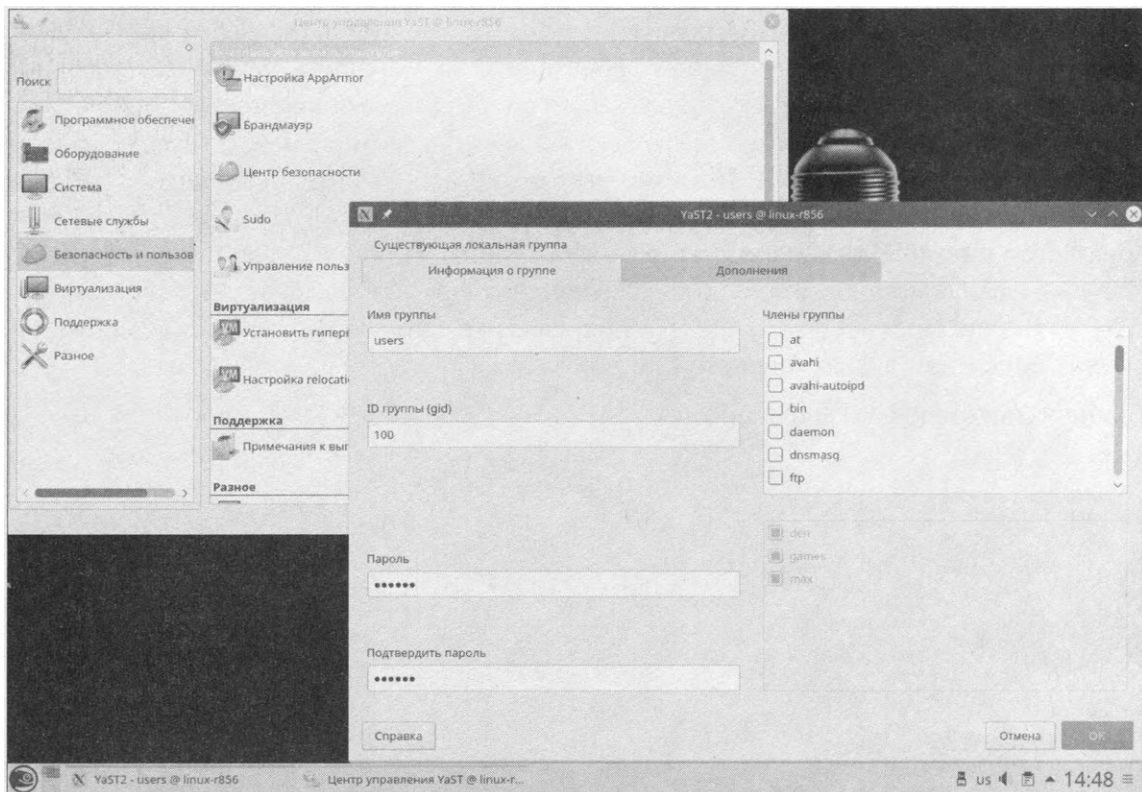 Центр управления YaST @ linux-r856
Поиск
Программное обеспечен
Оборудование
Система
Сетевые службы
Безопасность и пользов
Виртуализация
Поддержка
Разное
Настройка AppArmor
Брандмауэр
Центр безопасности
Sudo
Управление польз
Виртуализация
Установить гиперв
Настройка relocati
Поддержка
Примечания к вып
Разное
YaST2 - users @ linux-r856
Существующая локальная группа
Информация о группе
Дополнения
Имя группы
users
ID группы (gid)
100
Пароль
••••••
Подтвердить пароль
••••••
Члены группы
at
avahi
avahi-autoipd
bin
daemon
dnsmasq
ftp
den
games
max
Справка
Отмена
OK
YaST2 - users @ linux-r856
Центр управления YaST @ linux-r...
us
14:48